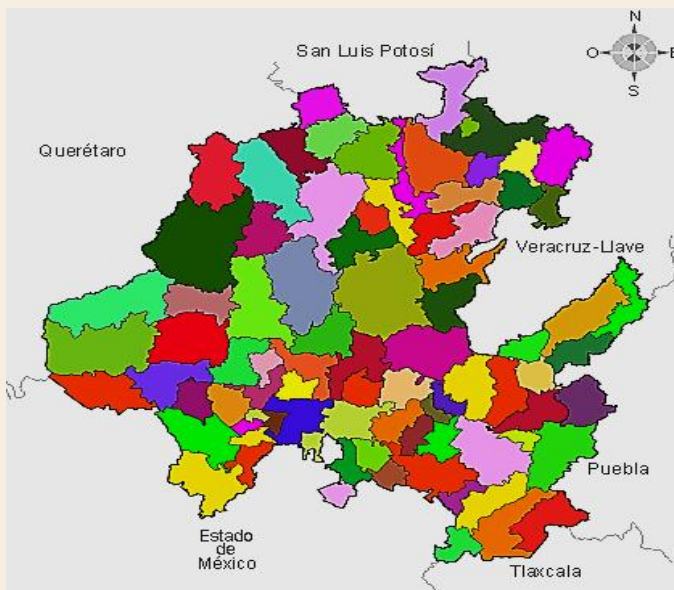 N
San Luis Potosí
O
E
S
Querétaro
Veracruz-Llave
Puebla
Estado
de
México
Tlaxcala